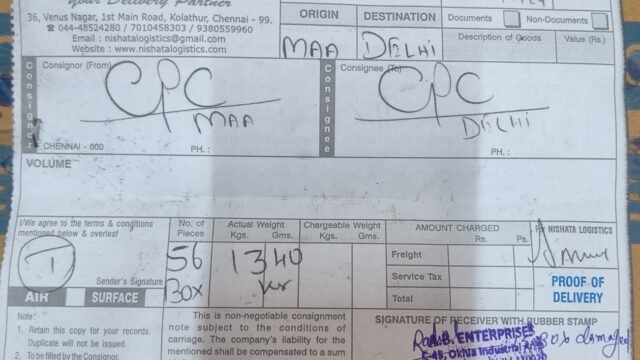 Your Delivery Partner
36, Venus Nagar, 1st Main Road, Kolathur, Chennai - 99.
044-48524280 / 7010458303 / 9380559960
Email : nishatalogistics@gmail.com
Website : www.nishatalogistics.com
ORIGIN DESTINATION
MAA DELHI
Documents Non-Documents
Description of Goods Value (Rs.)
Consignor
Consignor (From)
CPC
MAA
CHENNAI - 600 PH. :
Consignee
Consignee (To)
CPC
DELHI
PH. :
VOLUME
I/We agree to the terms & conditions
mentioned below & overleaf
Sender's Signature
AIR SURFACE
No. of Pieces
56
BOX
Actual Weight
Kgs. Gms.
1340
Chargeable Weight
Kgs. Gms.
AMOUNT CHARGED
Rs. Ps.
Freight
Service Tax
Total
NISHATA LOGISTICS
PROOF OF
DELIVERY
Note :
1. Retain this copy for your records.
Duplicate will not be issued.
2. To be filled by the Consignor.
This is non-negotiable consignment
note subject to the conditions of
carriage. The company's liability for
the mentioned shall be compensated to a sum
SIGNATURE OF RECEIVER WITH RUBBER STAMP
B. ENTERPRISES
Okhla Industrial
damaged